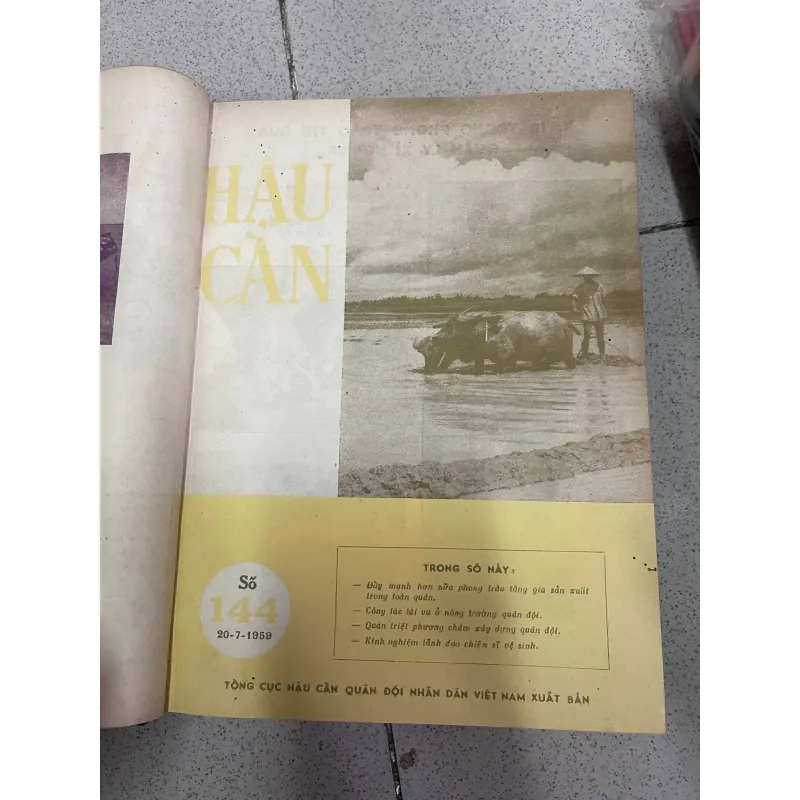 HẬU
CẦN
TRONG SỐ NÀY :
— Đẩy mạnh hơn nữa phong trào tăng gia sản xuất
trong toàn quân.
— Công tác tài vụ ở nông trường quân đội.
— Quán triệt phương châm xây dựng quân đội.
— Kinh nghiệm lãnh đạo chiến sĩ vệ sinh.
Số
144
20-7-1959
TỔNG CỤC HẬU CẦN QUÂN ĐỘI NHÂN DÂN VIỆT NAM XUẤT BẢN